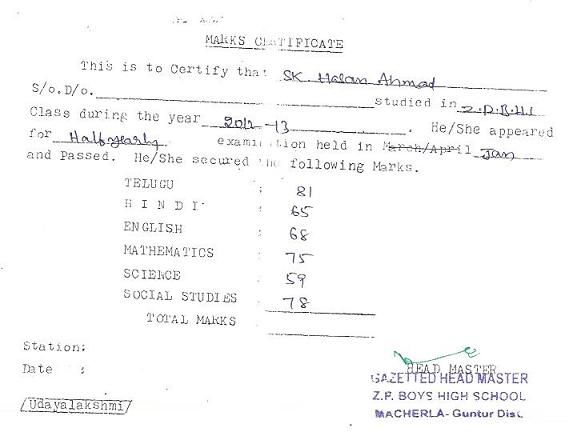 MARKS CERTIFICATE
This is to Certify that SK. Hasan Ahmad
S/o.D/o. studied in Z.P.B.H.S
Class during the year 2012-13. He/She appeared
for Halfyearly examination held in March/April Jan
and Passed. He/She secured the following Marks.
TELUGU : 81
HINDI : 65
ENGLISH : 68
MATHEMATICS : 75
SCIENCE : 59
SOCIAL STUDIES : 78
TOTAL MARKS :
Station:
Date :
HEAD MASTER
GAZETTED HEAD MASTER
Z.P. BOYS HIGH SCHOOL
MACHERLA- Guntur Dist.
/Udayalakshmi/